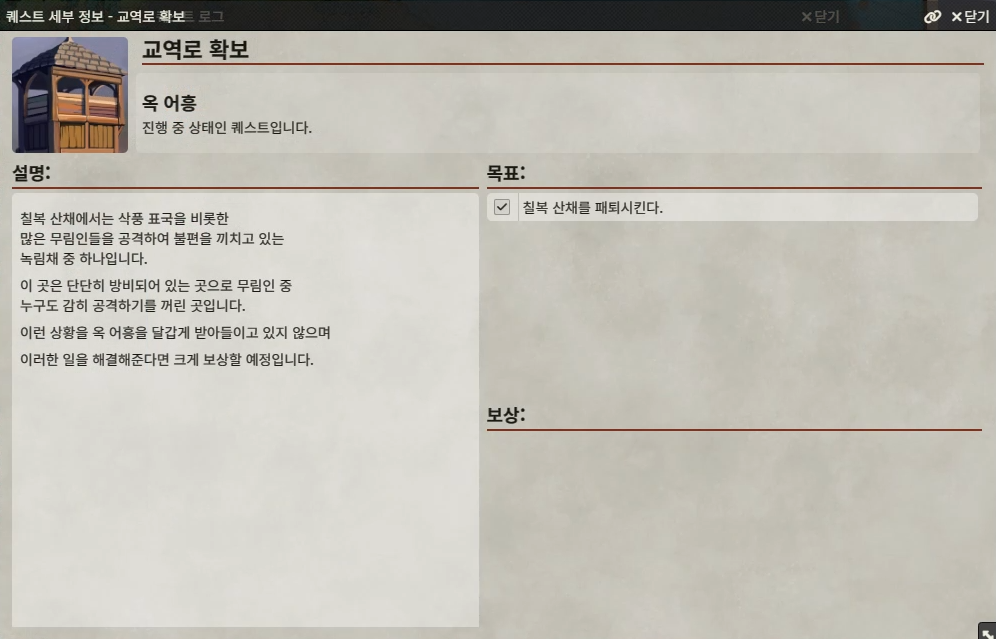 퀘스트 세부 정보 - 교역로 확보
트 로그
×닫기
×닫기
교역로 확보
옥 어흥
진행 중 상태인 퀘스트입니다.
설명:
칠복 산채에서는 삭풍 표국을 비롯한
많은 무림인들을 공격하여 불편을 끼치고 있는
녹림채 중 하나입니다.
이 곳은 단단히 방비되어 있는 곳으로 무림인 중
누구도 감히 공격하기를 꺼린 곳입니다.
이런 상황을 옥 어흥을 달갑게 받아들이고 있지 않으며
이러한 일을 해결해준다면 크게 보상할 예정입니다.
목표:
칠복 산채를 패퇴시킨다.
보상: